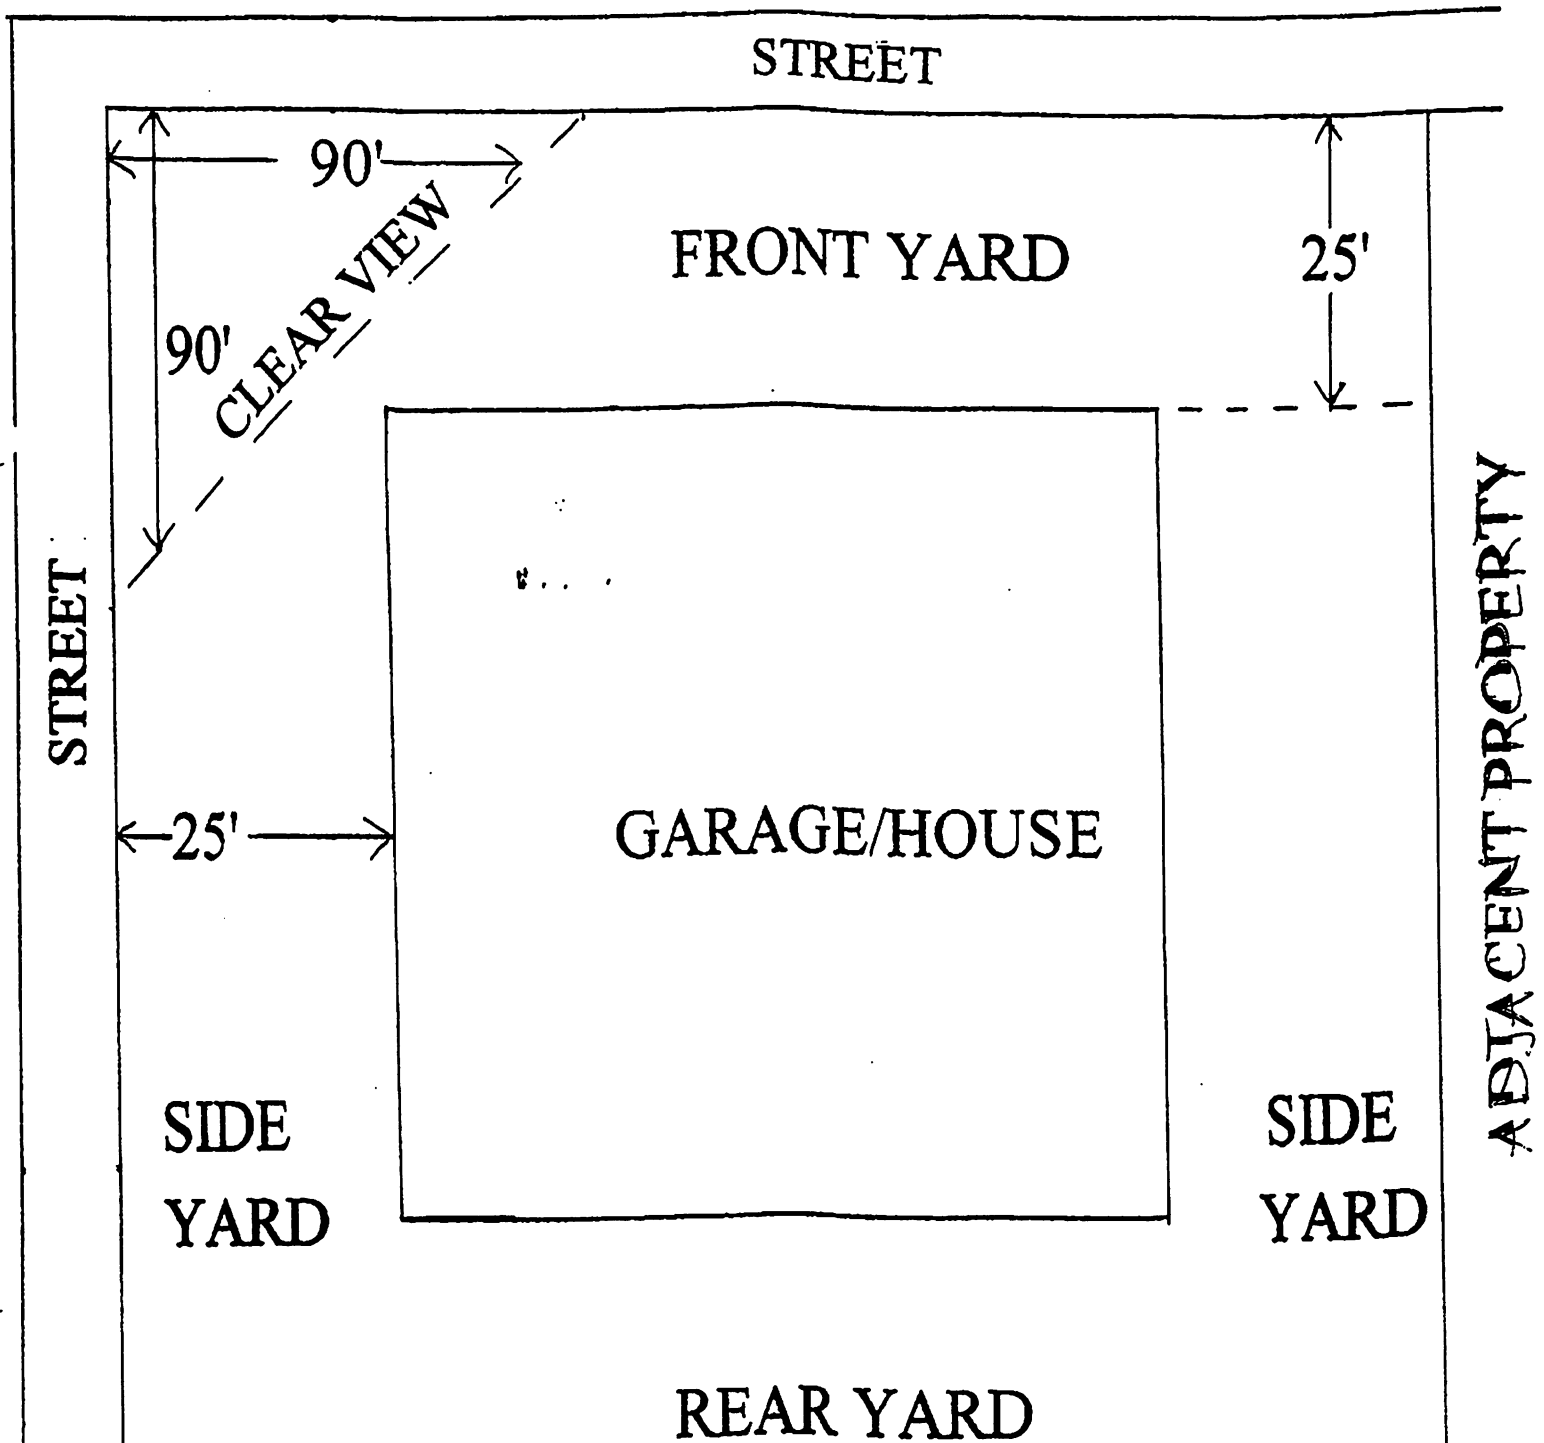 STREET
90'
CLEAR VIEW
FRONT YARD
25'
90'
STREET
ADJACENT PROPERTY
25'
GARAGE/HOUSE
SIDE
YARD
SIDE
YARD
REAR YARD